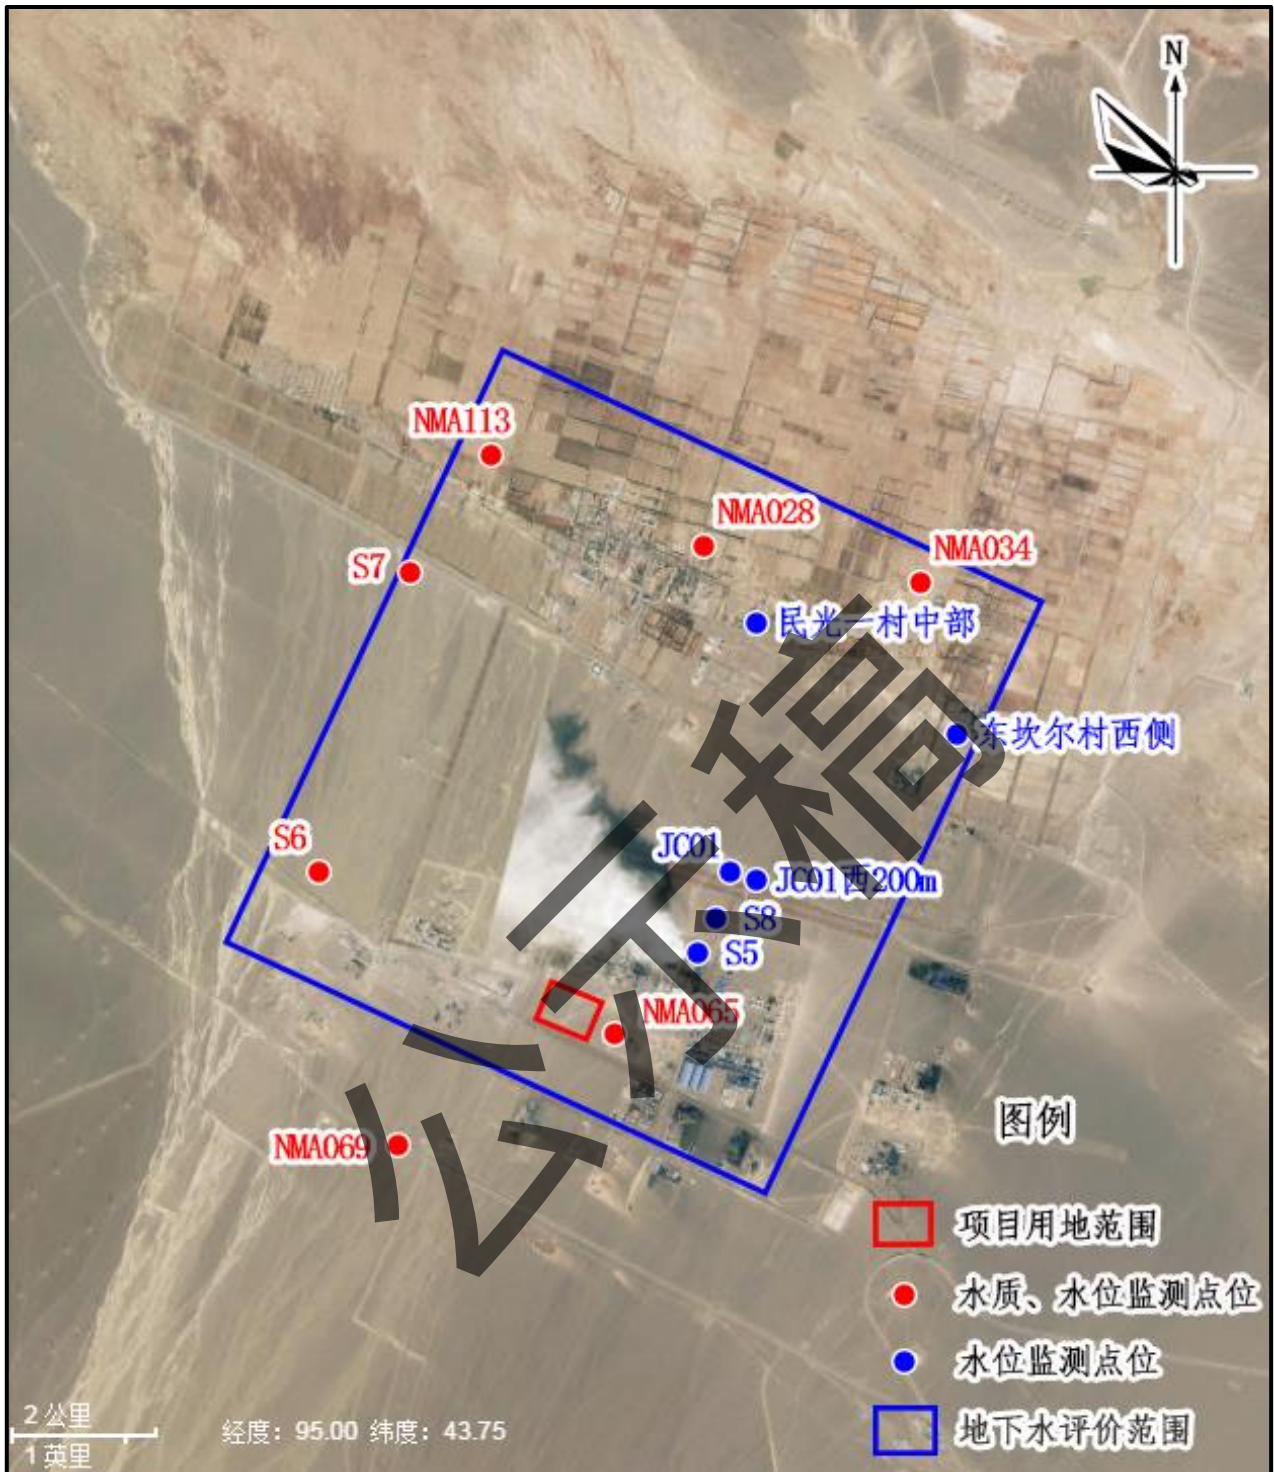 N
NMA113
NMA028
NMA034
S7
民光一村中部
东坎尔村西侧
S6
JC01
JC01西200m
S8
S5
NMA065
NMA069
公示稿
图例
项目用地范围
水质、水位监测点位
水位监测点位
地下水评价范围
2 公里
1 英里
经度：95.00 纬度：43.75